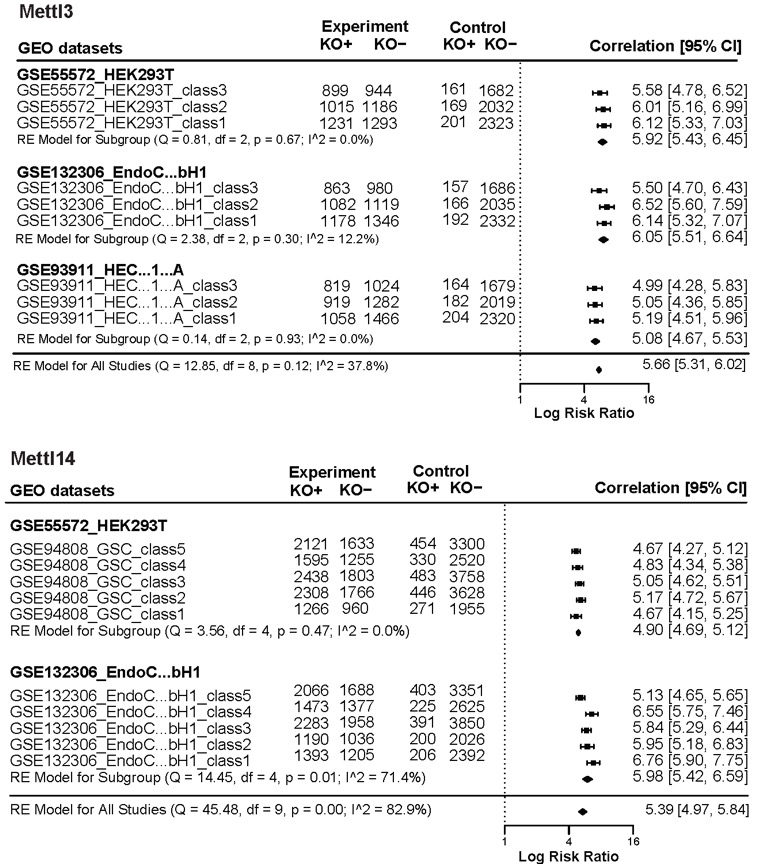 Mettl3
Experiment Control
GEO datasets KO+ KO− KO+ KO− Correlation [95% CI]
GSE55572_HEK293T
GSE55572_HEK293T_class3 899 944 161 1682 5.58 [4.78, 6.52]
GSE55572_HEK293T_class2 1015 1186 169 2032 6.01 [5.16, 6.99]
GSE55572_HEK293T_class1 1231 1293 201 2323 6.12 [5.33, 7.03]
RE Model for Subgroup (Q = 0.81, df = 2, p = 0.67; I^2 = 0.0%) 5.92 [5.43, 6.45]
GSE132306_EndoC...bH1
GSE132306_EndoC...bH1_class3 863 980 157 1686 5.50 [4.70, 6.43]
GSE132306_EndoC...bH1_class2 1082 1119 166 2035 6.52 [5.60, 7.59]
GSE132306_EndoC...bH1_class1 1178 1346 192 2332 6.14 [5.32, 7.07]
RE Model for Subgroup (Q = 2.38, df = 2, p = 0.30; I^2 = 12.2%) 6.05 [5.51, 6.64]
GSE93911_HEC...1...A
GSE93911_HEC...1...A_class3 819 1024 164 1679 4.99 [4.28, 5.83]
GSE93911_HEC...1...A_class2 919 1282 182 2019 5.05 [4.36, 5.85]
GSE93911_HEC...1...A_class1 1058 1466 204 2320 5.19 [4.51, 5.96]
RE Model for Subgroup (Q = 0.14, df = 2, p = 0.93; I^2 = 0.0%) 5.08 [4.67, 5.53]
RE Model for All Studies (Q = 12.85, df = 8, p = 0.12; I^2 = 37.8%) 5.66 [5.31, 6.02]
1 4 16
Log Risk Ratio
Mettl14
Experiment Control
GEO datasets KO+ KO− KO+ KO− Correlation [95% CI]
GSE55572_HEK293T
GSE94808_GSC_class5 2121 1633 454 3300 4.67 [4.27, 5.12]
GSE94808_GSC_class4 1595 1255 330 2520 4.83 [4.34, 5.38]
GSE94808_GSC_class3 2438 1803 483 3758 5.05 [4.62, 5.51]
GSE94808_GSC_class2 2308 1766 446 3628 5.17 [4.72, 5.67]
GSE94808_GSC_class1 1266 960 271 1955 4.67 [4.15, 5.25]
RE Model for Subgroup (Q = 3.56, df = 4, p = 0.47; I^2 = 0.0%) 4.90 [4.69, 5.12]
GSE132306_EndoC...bH1
GSE132306_EndoC...bH1_class5 2066 1688 403 3351 5.13 [4.65, 5.65]
GSE132306_EndoC...bH1_class4 1473 1377 225 2625 6.55 [5.75, 7.46]
GSE132306_EndoC...bH1_class3 2283 1958 391 3850 5.84 [5.29, 6.44]
GSE132306_EndoC...bH1_class2 1190 1036 200 2026 5.95 [5.18, 6.83]
GSE132306_EndoC...bH1_class1 1393 1205 206 2392 6.76 [5.90, 7.75]
RE Model for Subgroup (Q = 14.45, df = 4, p = 0.01; I^2 = 71.4%) 5.98 [5.42, 6.59]
RE Model for All Studies (Q = 45.48, df = 9, p = 0.00; I^2 = 82.9%) 5.39 [4.97, 5.84]
1 4 16
Log Risk Ratio